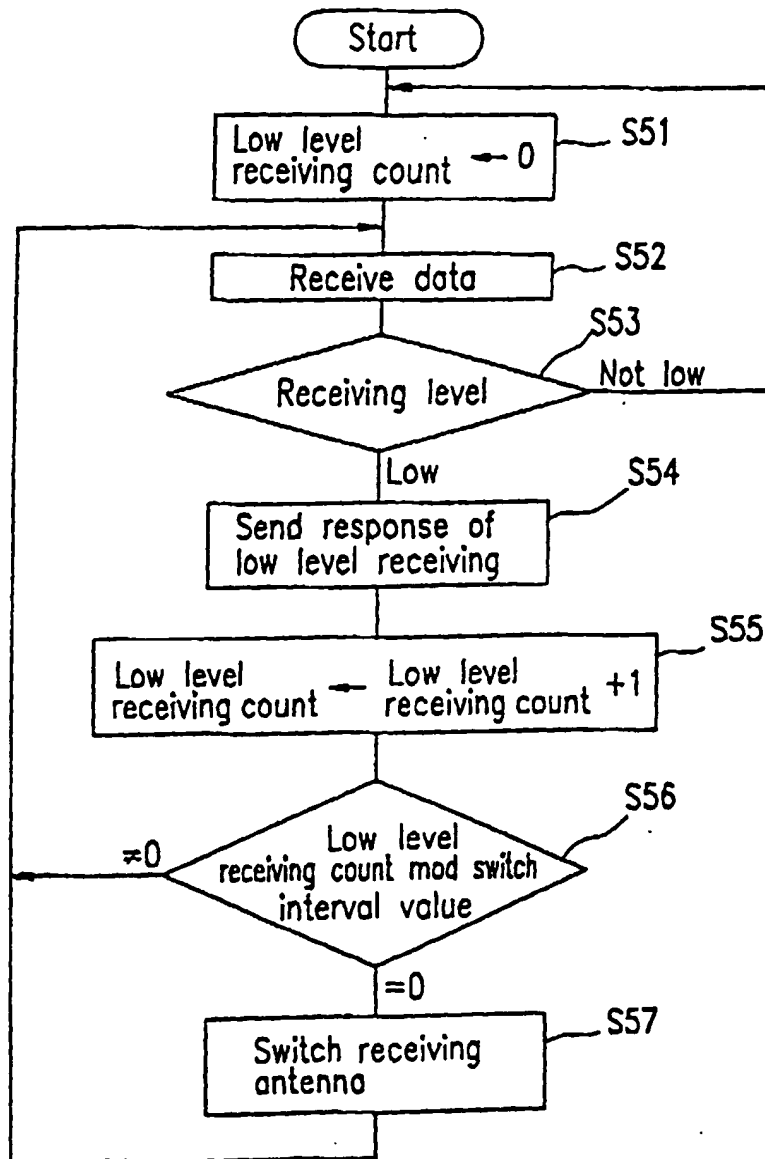 Start
Low level
receiving count ← 0
S51
Receive data
S52
S53
Receiving level
Not low
Low
S54
Send response of
low level receiving
S55
Low level
receiving count
←
Low level
receiving count
+1
S56
Low level
receiving count mod switch
interval value
≠0
=0
S57
Switch receiving
antenna